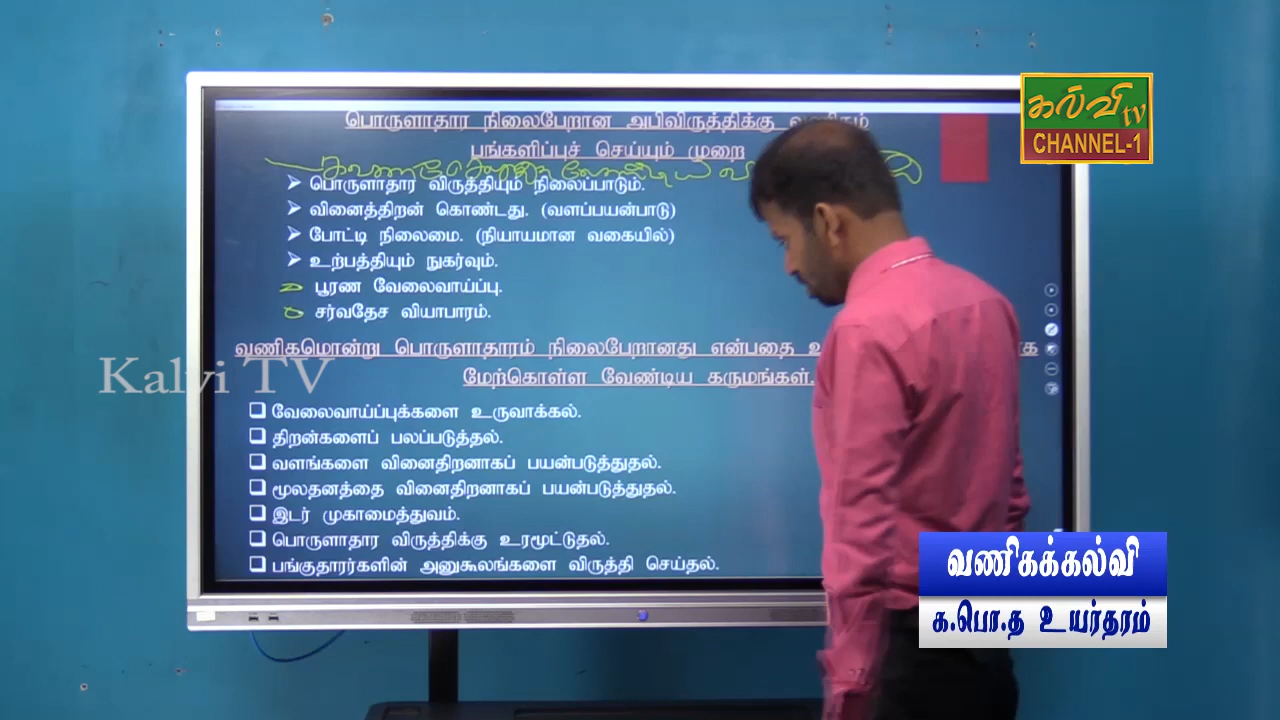 கல்வி tv
CHANNEL-1
பொருளாதார நிலைபேறான அபிவிருத்திக்கு வணிகம்
பங்களிப்புச் செய்யும் முறை
பொருளாதார விருத்தியும் நிலைப்பாடும்.
வினைத்திறன் கொண்டது. (வளப்பயன்பாடு)
போட்டி நிலைமை. (நியாயமான வகையில்)
உற்பத்தியும் நுகர்வும்.
பூரண வேலைவாய்ப்பு.
சர்வதேச வியாபாரம்.
வணிகமொன்று பொருளாதாரம் நிலைபேறானது என்பதை
மேற்கொள்ள வேண்டிய கருமங்கள்.
Kalvi TV
வேலைவாய்ப்புக்களை உருவாக்கல்.
திறன்களைப் பலப்படுத்தல்.
வளங்களை வினைதிறனாகப் பயன்படுத்துதல்.
மூலதனத்தை வினைதிறனாகப் பயன்படுத்துதல்.
இடர் முகாமைத்துவம்.
பொருளாதார விருத்திக்கு உரமூட்டுதல்.
பங்குதாரர்களின் அனுகூலங்களை விருத்தி செய்தல்.
வணிகக்கல்வி
க.பொ.த உயர்தரம்